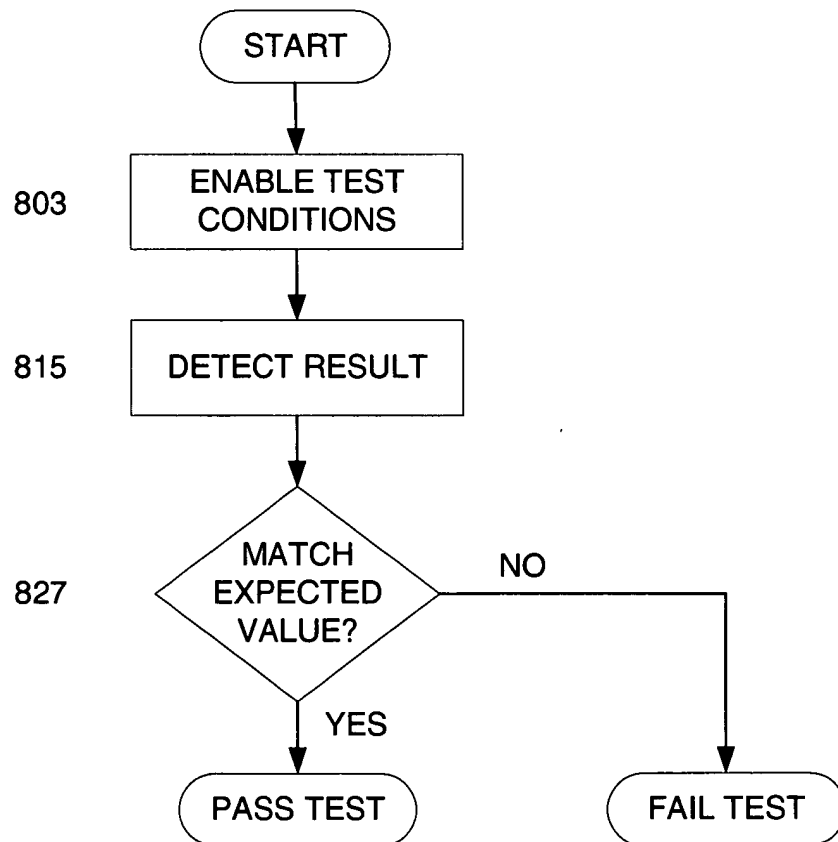 START
803
ENABLE TEST
CONDITIONS
815
DETECT RESULT
827
MATCH
EXPECTED
VALUE?
NO
YES
PASS TEST
FAIL TEST